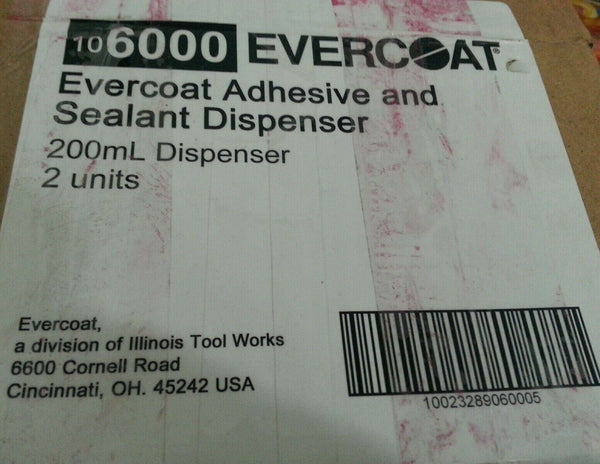 106000 EVERCOAT®
Evercoat Adhesive and
Sealant Dispenser
200mL Dispenser
2 units
Evercoat,
a division of Illinois Tool Works
6600 Cornell Road
Cincinnati, OH. 45242 USA
10023289060005